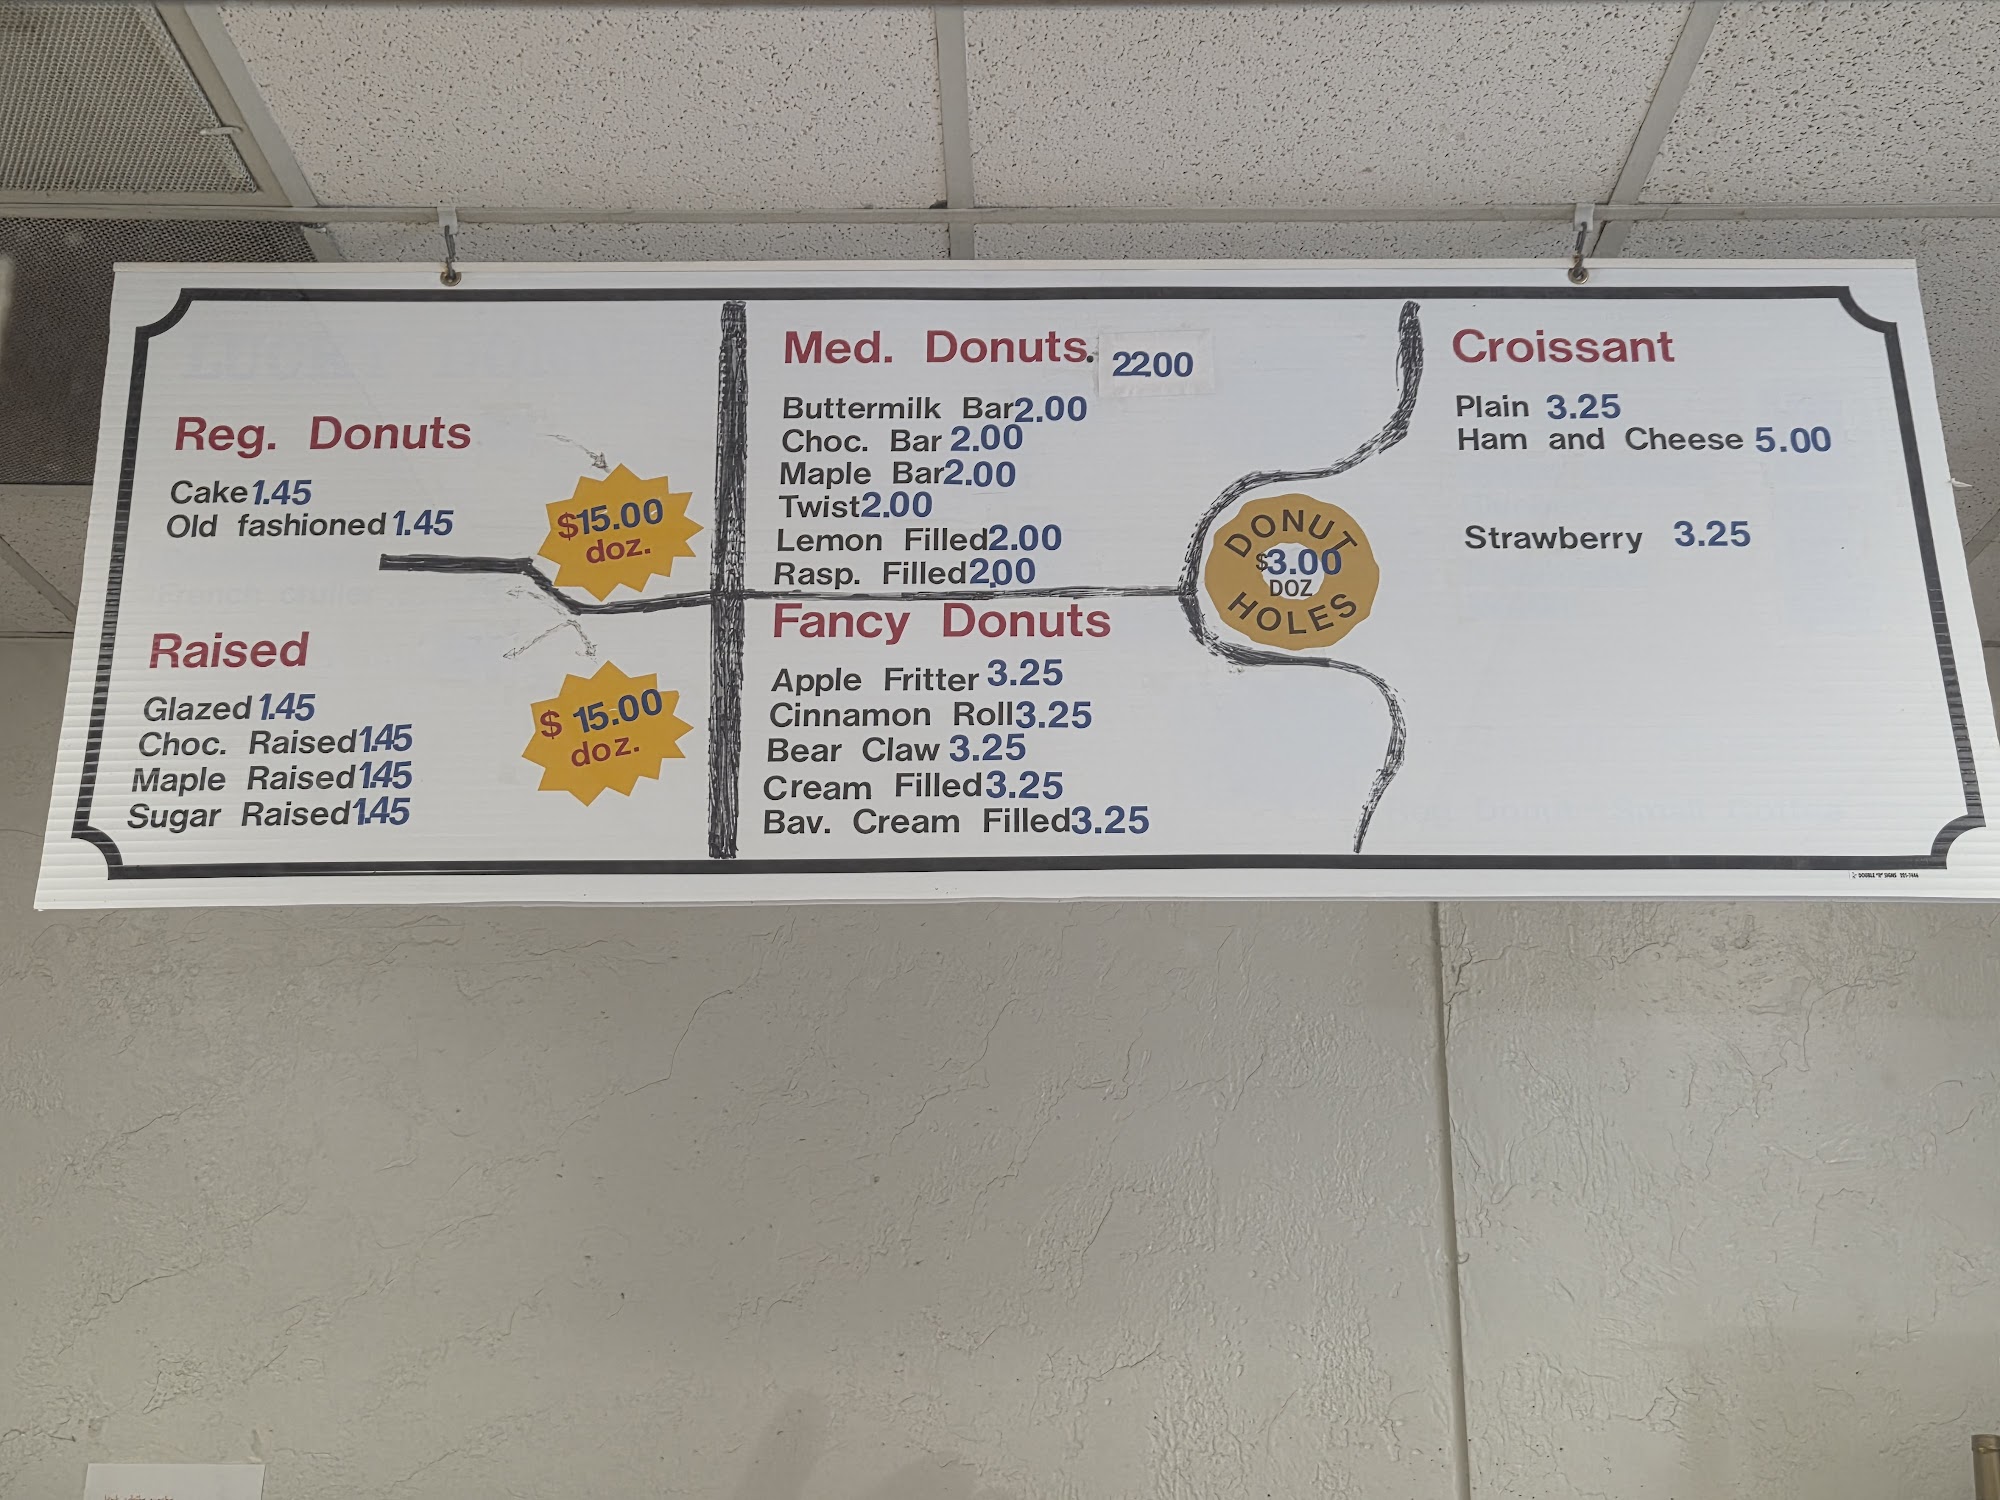 Reg. Donuts
Cake 1.45
Old fashioned 1.45
$15.00
doz.
Raised
Glazed 1.45
Choc. Raised 1.45
Maple Raised 1.45
Sugar Raised 1.45
$ 15.00
doz.
Med. Donuts. 22.00
Buttermilk Bar 2.00
Choc. Bar 2.00
Maple Bar 2.00
Twist 2.00
Lemon Filled 2.00
Rasp. Filled 2.00
Fancy Donuts
Apple Fritter 3.25
Cinnamon Roll 3.25
Bear Claw 3.25
Cream Filled 3.25
Bav. Cream Filled 3.25
DONUT
$3.00
DOZ
HOLES
Croissant
Plain 3.25
Ham and Cheese 5.00
Strawberry 3.25